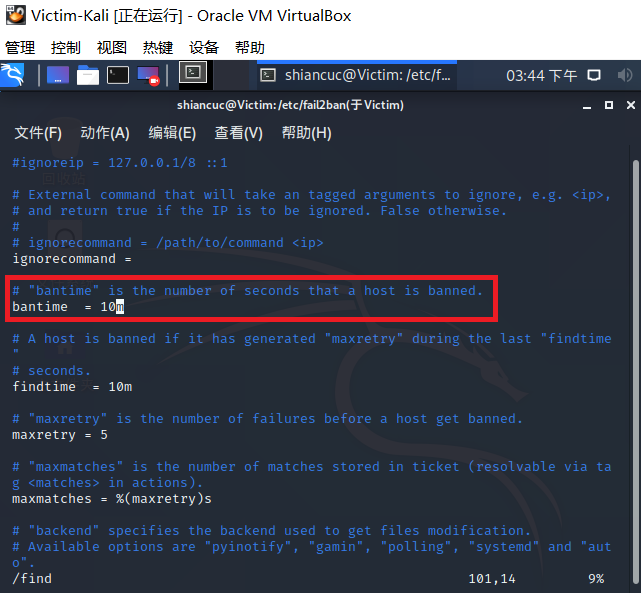 Victim-Kali [正在运行] - Oracle VM VirtualBox
管理 控制 视图 热键 设备 帮助
shiancuc@Victim: /etc/f... 03:44 下午
shiancuc@Victim:/etc/fail2ban(于 Victim)
文件(F) 动作(A) 编辑(E) 查看(V) 帮助(H)
#ignoreip = 127.0.0.1/8 ::1
# External command that will take an tagged arguments to ignore, e.g. <ip>,
# and return true if the IP is to be ignored. False otherwise.
#
# ignorecommand = /path/to/command <ip>
ignorecommand =
# "bantime" is the number of seconds that a host is banned.
bantime  = 10m
# A host is banned if it has generated "maxretry" during the last "findtime
"
# seconds.
findtime  = 10m
# "maxretry" is the number of failures before a host get banned.
maxretry = 5
# "maxmatches" is the number of matches stored in ticket (resolvable via ta
g <matches> in actions).
maxmatches = %(maxretry)s
# "backend" specifies the backend used to get files modification.
# Available options are "pyinotify", "gamin", "polling", "systemd" and "aut
o".
/find 101,14 9%